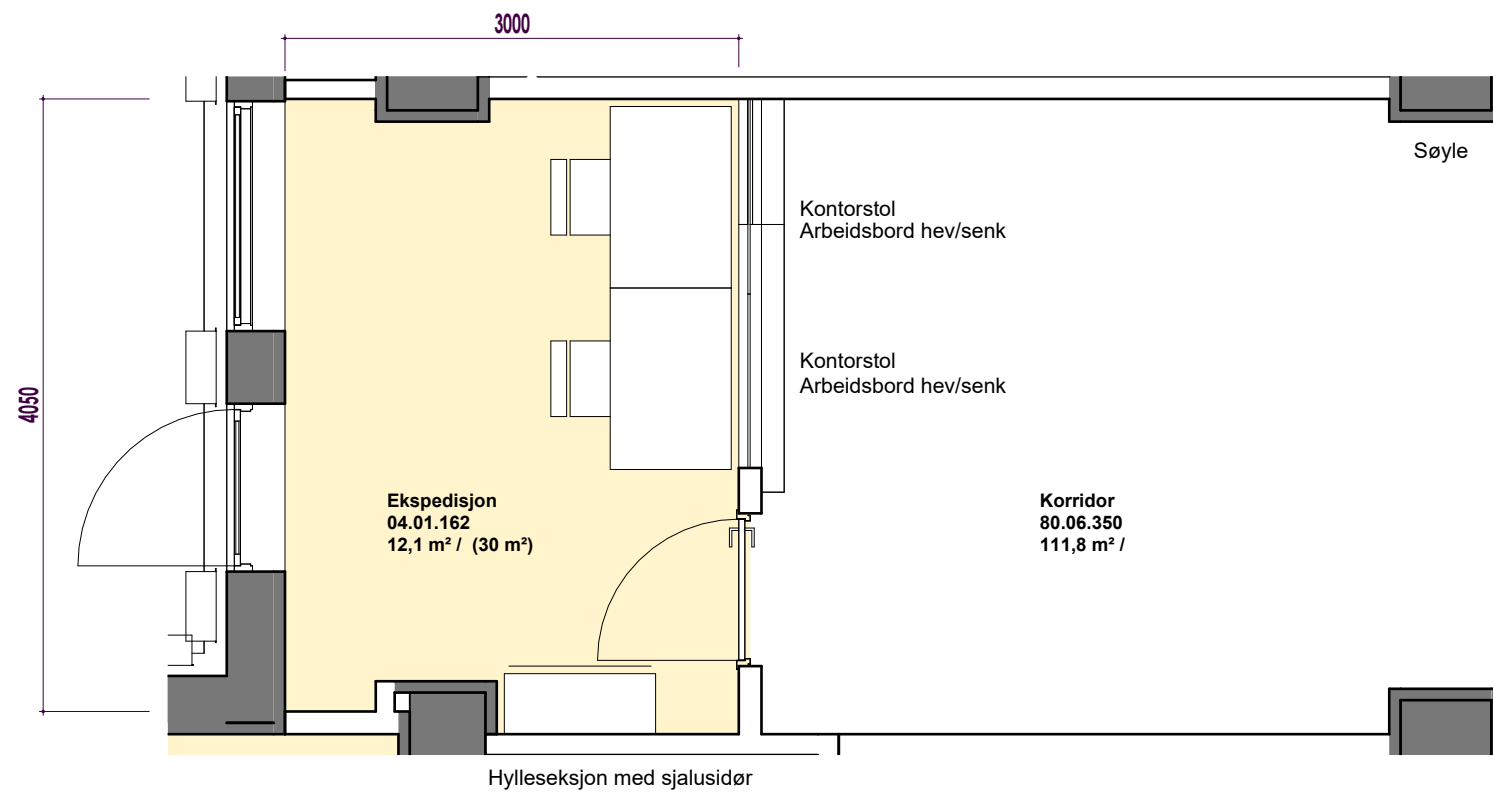 3000
Søyle
Kontorstol
Arbeidsbord hev/senk
Kontorstol
Arbeidsbord hev/senk
4050
Ekspedisjon
04.01.162
12,1 m² / (30 m²)
Korridor
80.06.350
111,8 m² /
Hylleseksjon med sjalusidør